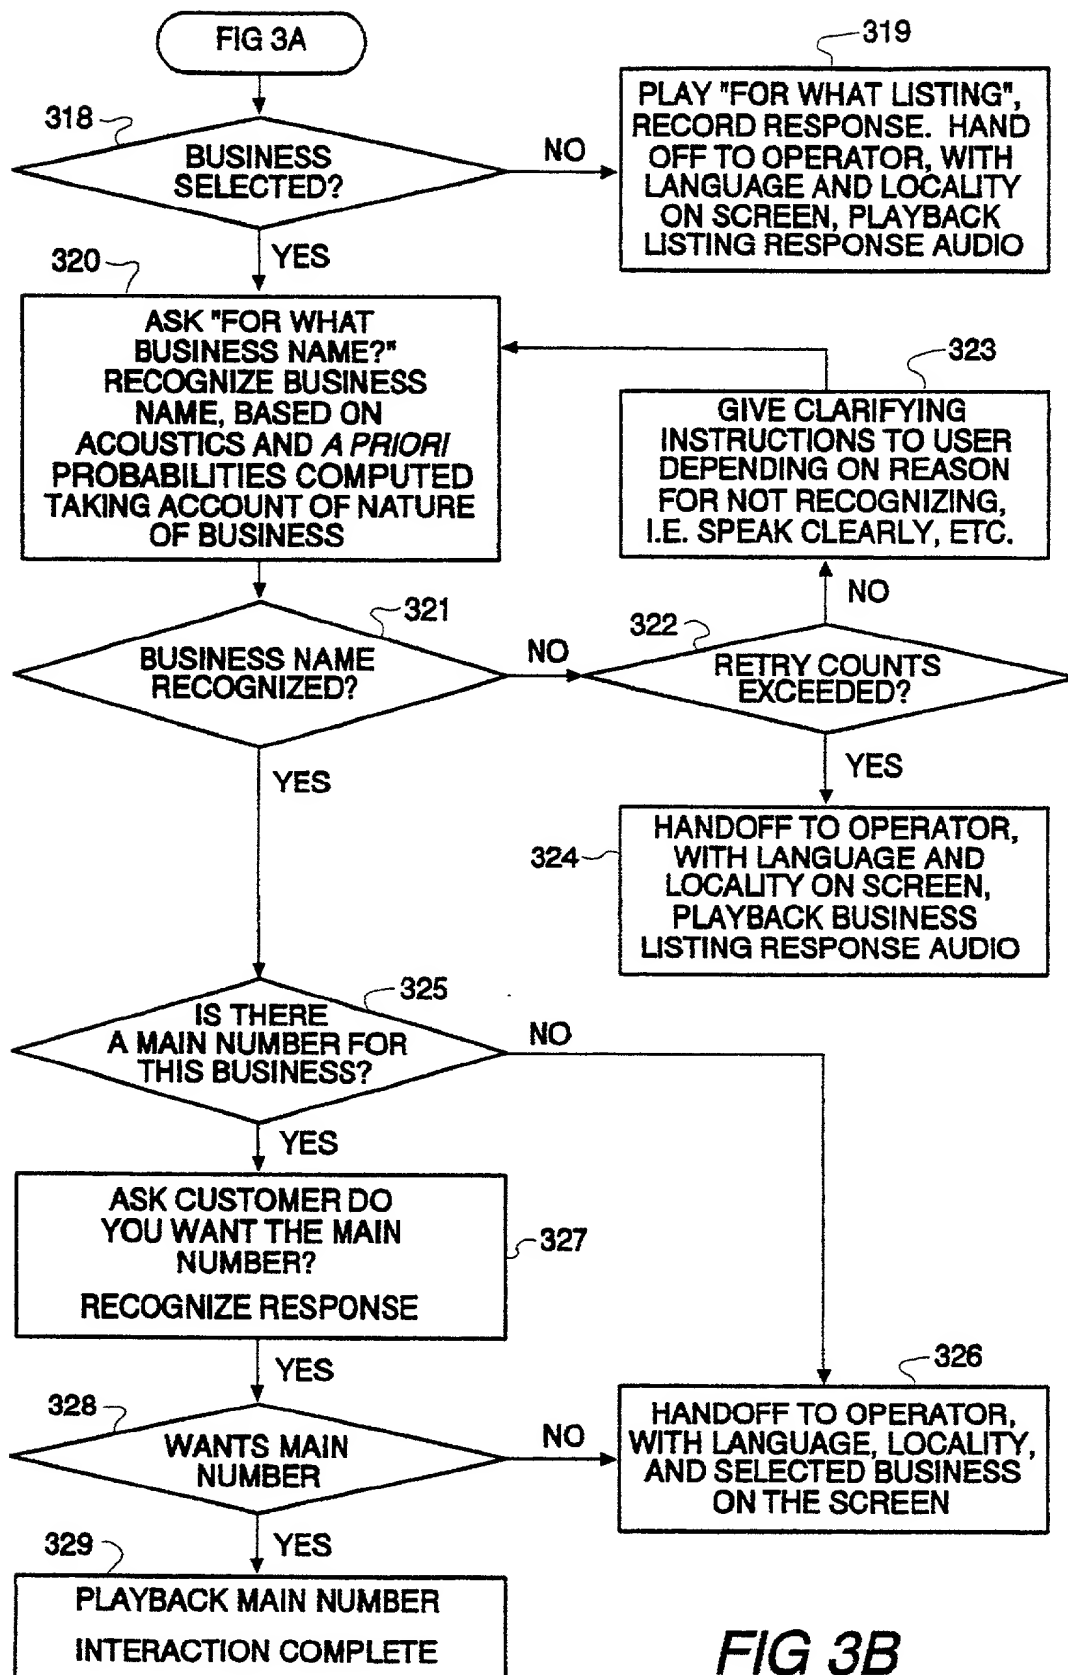 FIG 3A
319
PLAY "FOR WHAT LISTING",
RECORD RESPONSE. HAND
OFF TO OPERATOR, WITH
LANGUAGE AND LOCALITY
ON SCREEN, PLAYBACK
LISTING RESPONSE AUDIO
318
BUSINESS
SELECTED?
NO
YES
320
ASK "FOR WHAT
BUSINESS NAME?"
RECOGNIZE BUSINESS
NAME, BASED ON
ACOUSTICS AND A PRIORI
PROBABILITIES COMPUTED
TAKING ACCOUNT OF NATURE
OF BUSINESS
323
GIVE CLARIFYING
INSTRUCTIONS TO USER
DEPENDING ON REASON
FOR NOT RECOGNIZING,
I.E. SPEAK CLEARLY, ETC.
NO
321
BUSINESS NAME
RECOGNIZED?
NO
322
RETRY COUNTS
EXCEEDED?
YES
YES
324
HANDOFF TO OPERATOR,
WITH LANGUAGE AND
LOCALITY ON SCREEN,
PLAYBACK BUSINESS
LISTING RESPONSE AUDIO
325
IS THERE
A MAIN NUMBER FOR
THIS BUSINESS?
NO
YES
ASK CUSTOMER DO
YOU WANT THE MAIN
NUMBER?
RECOGNIZE RESPONSE
327
YES
328
WANTS MAIN
NUMBER
NO
326
HANDOFF TO OPERATOR,
WITH LANGUAGE, LOCALITY,
AND SELECTED BUSINESS
ON THE SCREEN
YES
329
PLAYBACK MAIN NUMBER
INTERACTION COMPLETE
FIG 3B